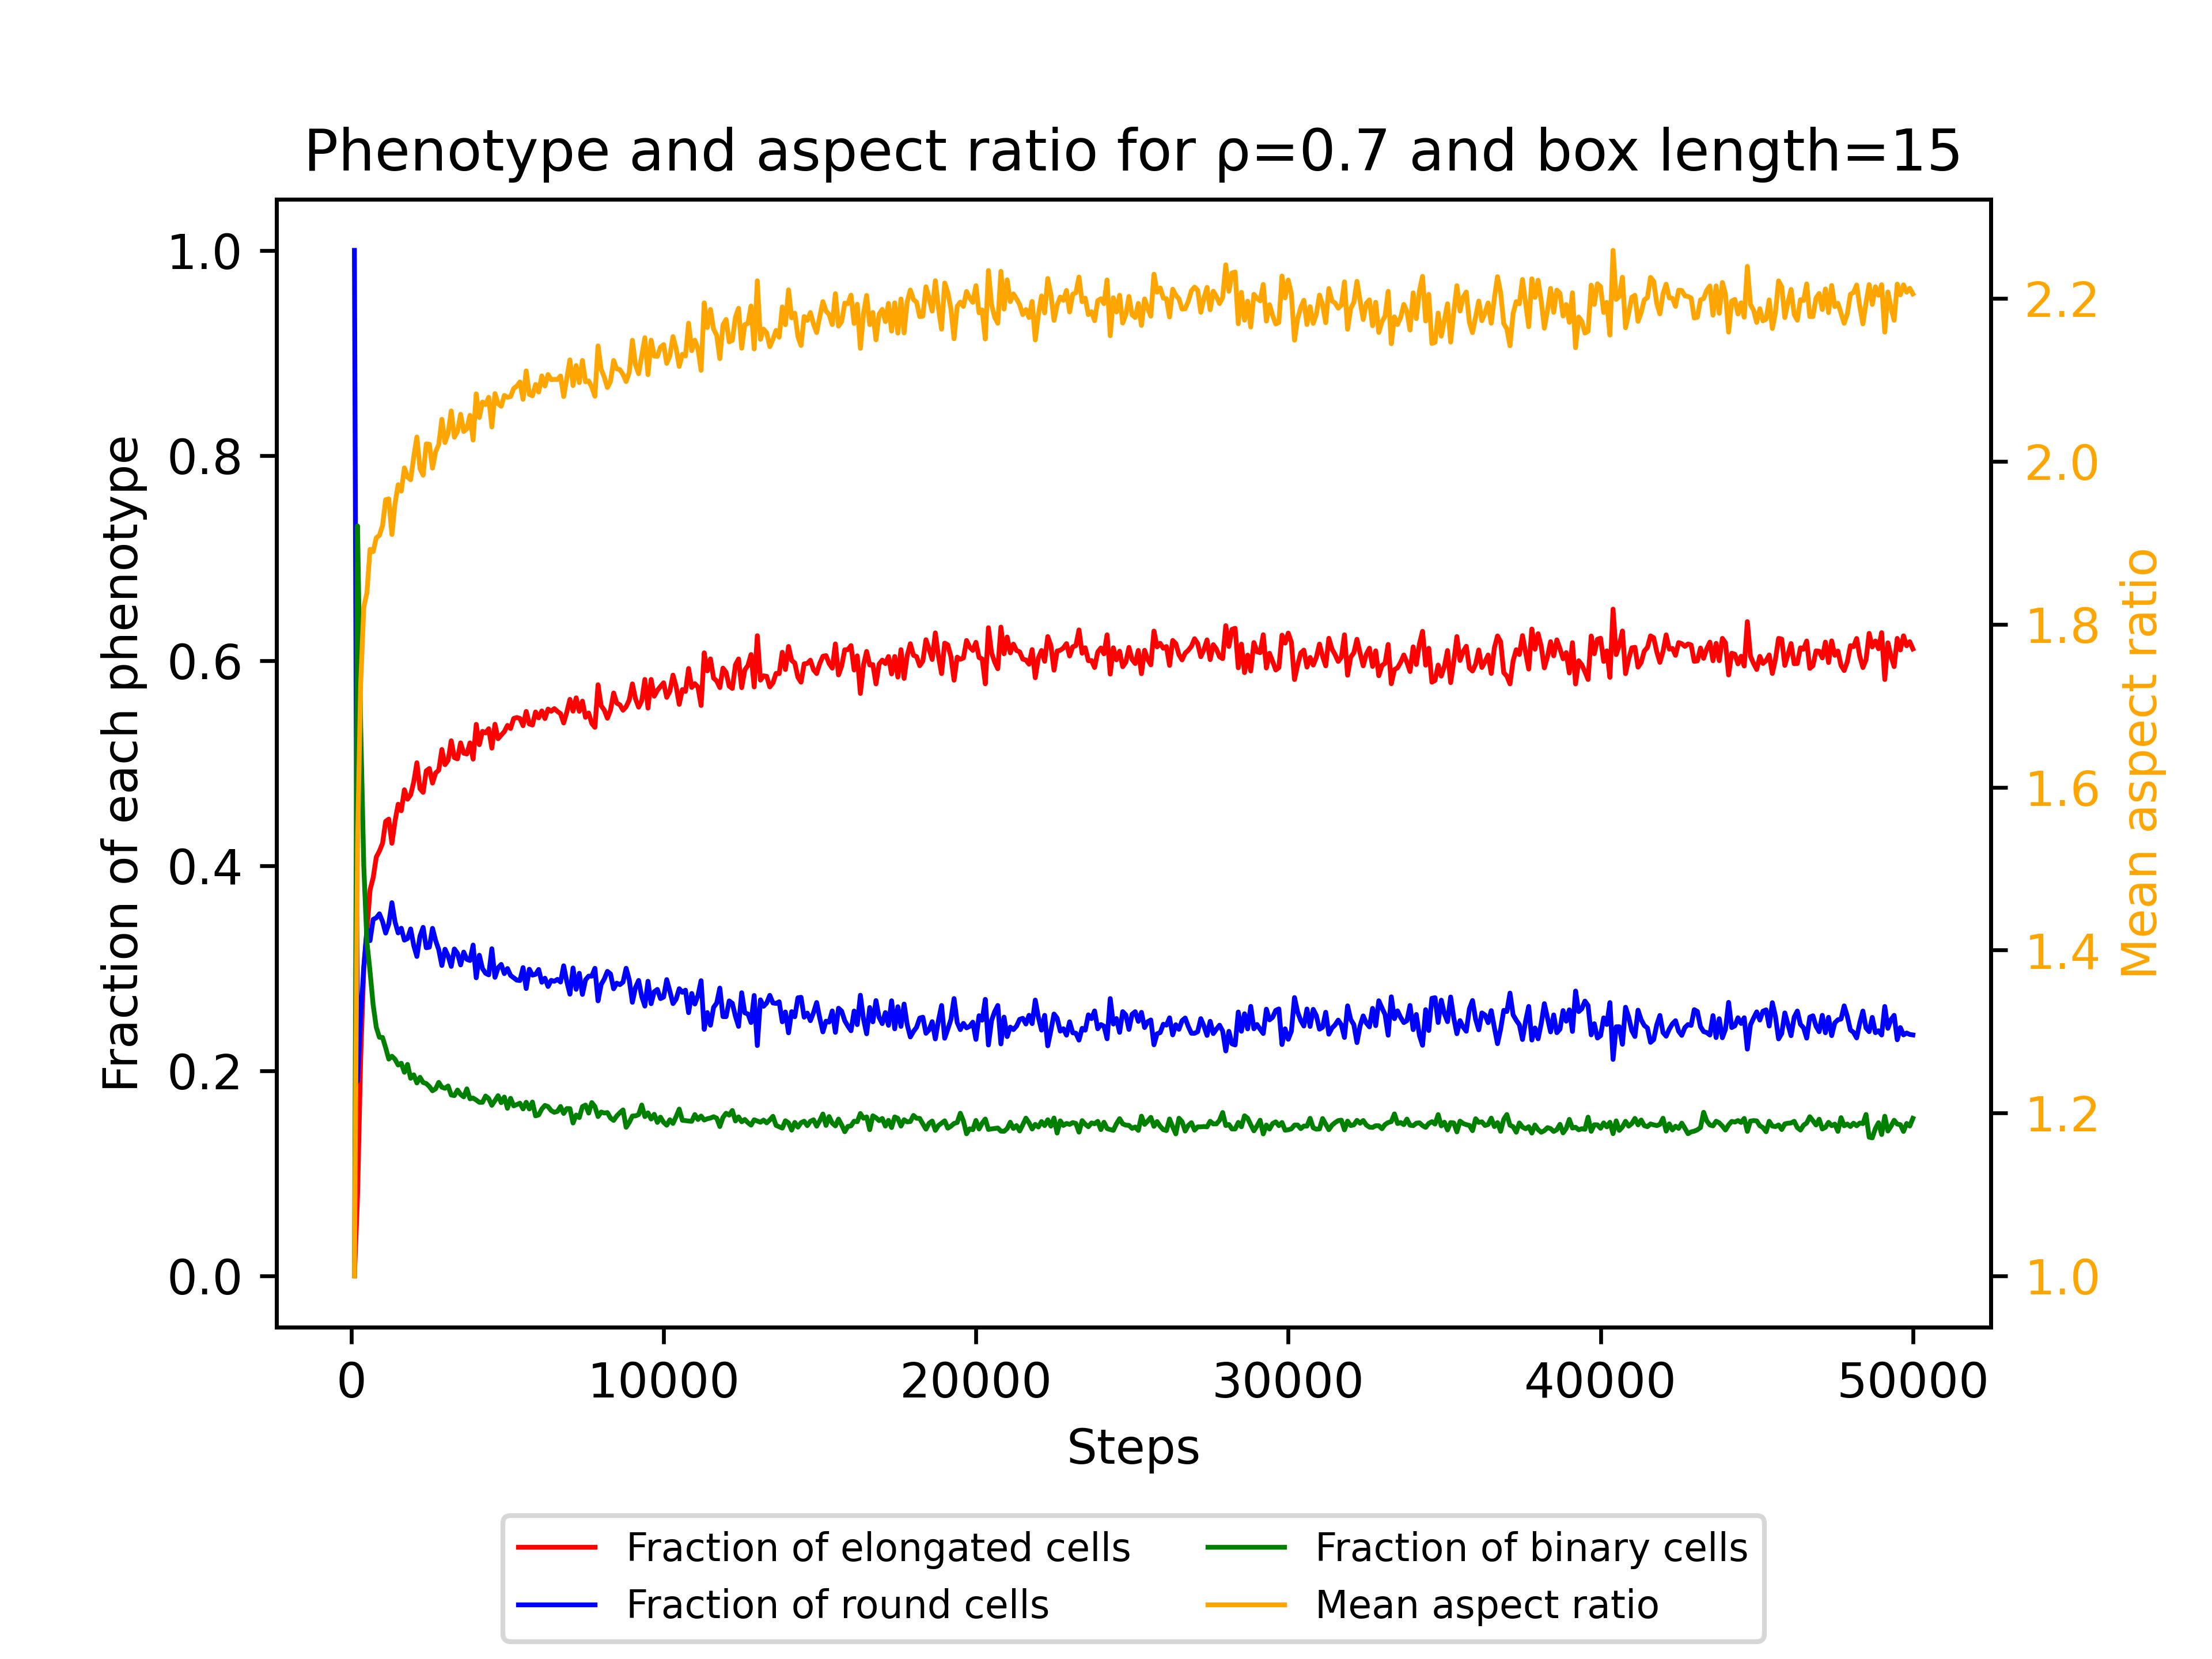 Phenotype and aspect ratio for ρ=0.7 and box length=15
1.0
0.8
0.6
0.4
0.2
0.0
Fraction of each phenotype
2.2
2.0
1.8
1.6
1.4
1.2
1.0
Mean aspect ratio
0 10000 20000 30000 40000 50000
Steps
Fraction of elongated cells
Fraction of round cells
Fraction of binary cells
Mean aspect ratio